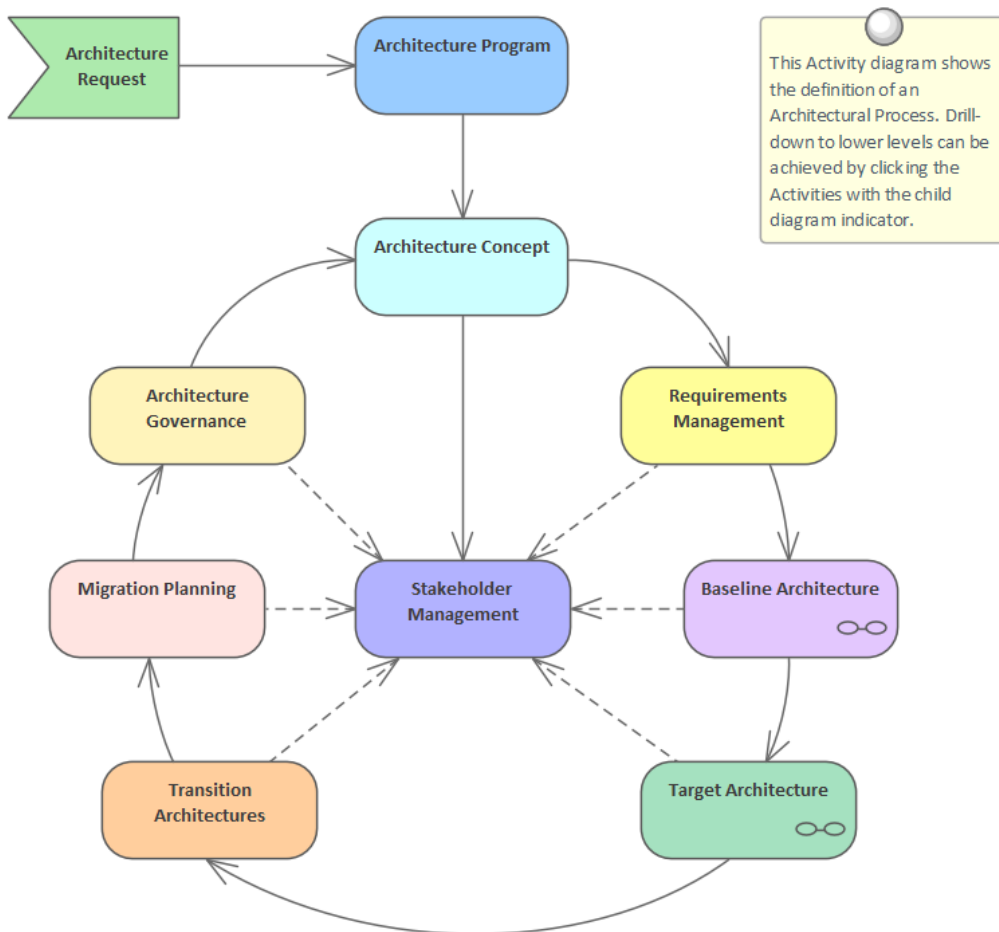 Architecture
Request
Architecture Program
This Activity diagram shows
the definition of an
Architectural Process. Drill-
down to lower levels can be
achieved by clicking the
Activities with the child
diagram indicator.
Architecture Concept
Architecture
Governance
Requirements
Management
Migration Planning
Stakeholder
Management
Baseline Architecture
Transition
Architectures
Target Architecture